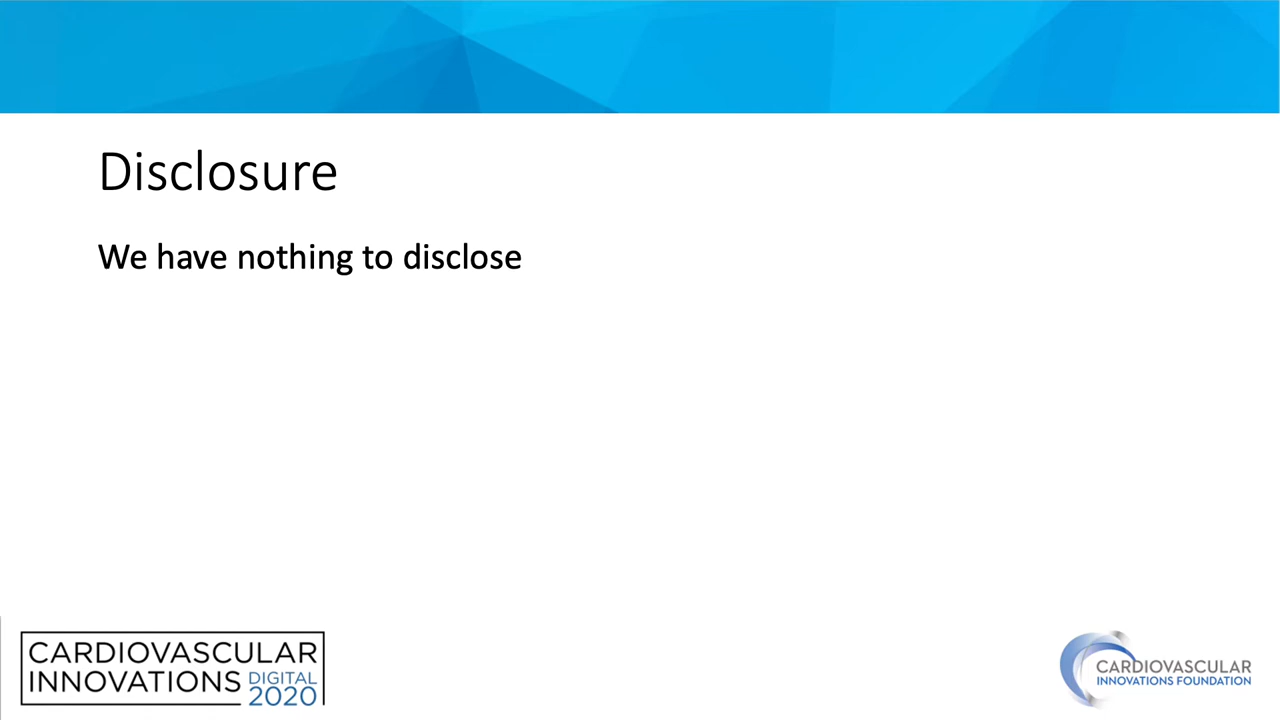 Disclosure
We have nothing to disclose
CARDIOVASCULAR
INNOVATIONS DIGITAL
2020
CARDIOVASCULAR
INNOVATIONS FOUNDATION